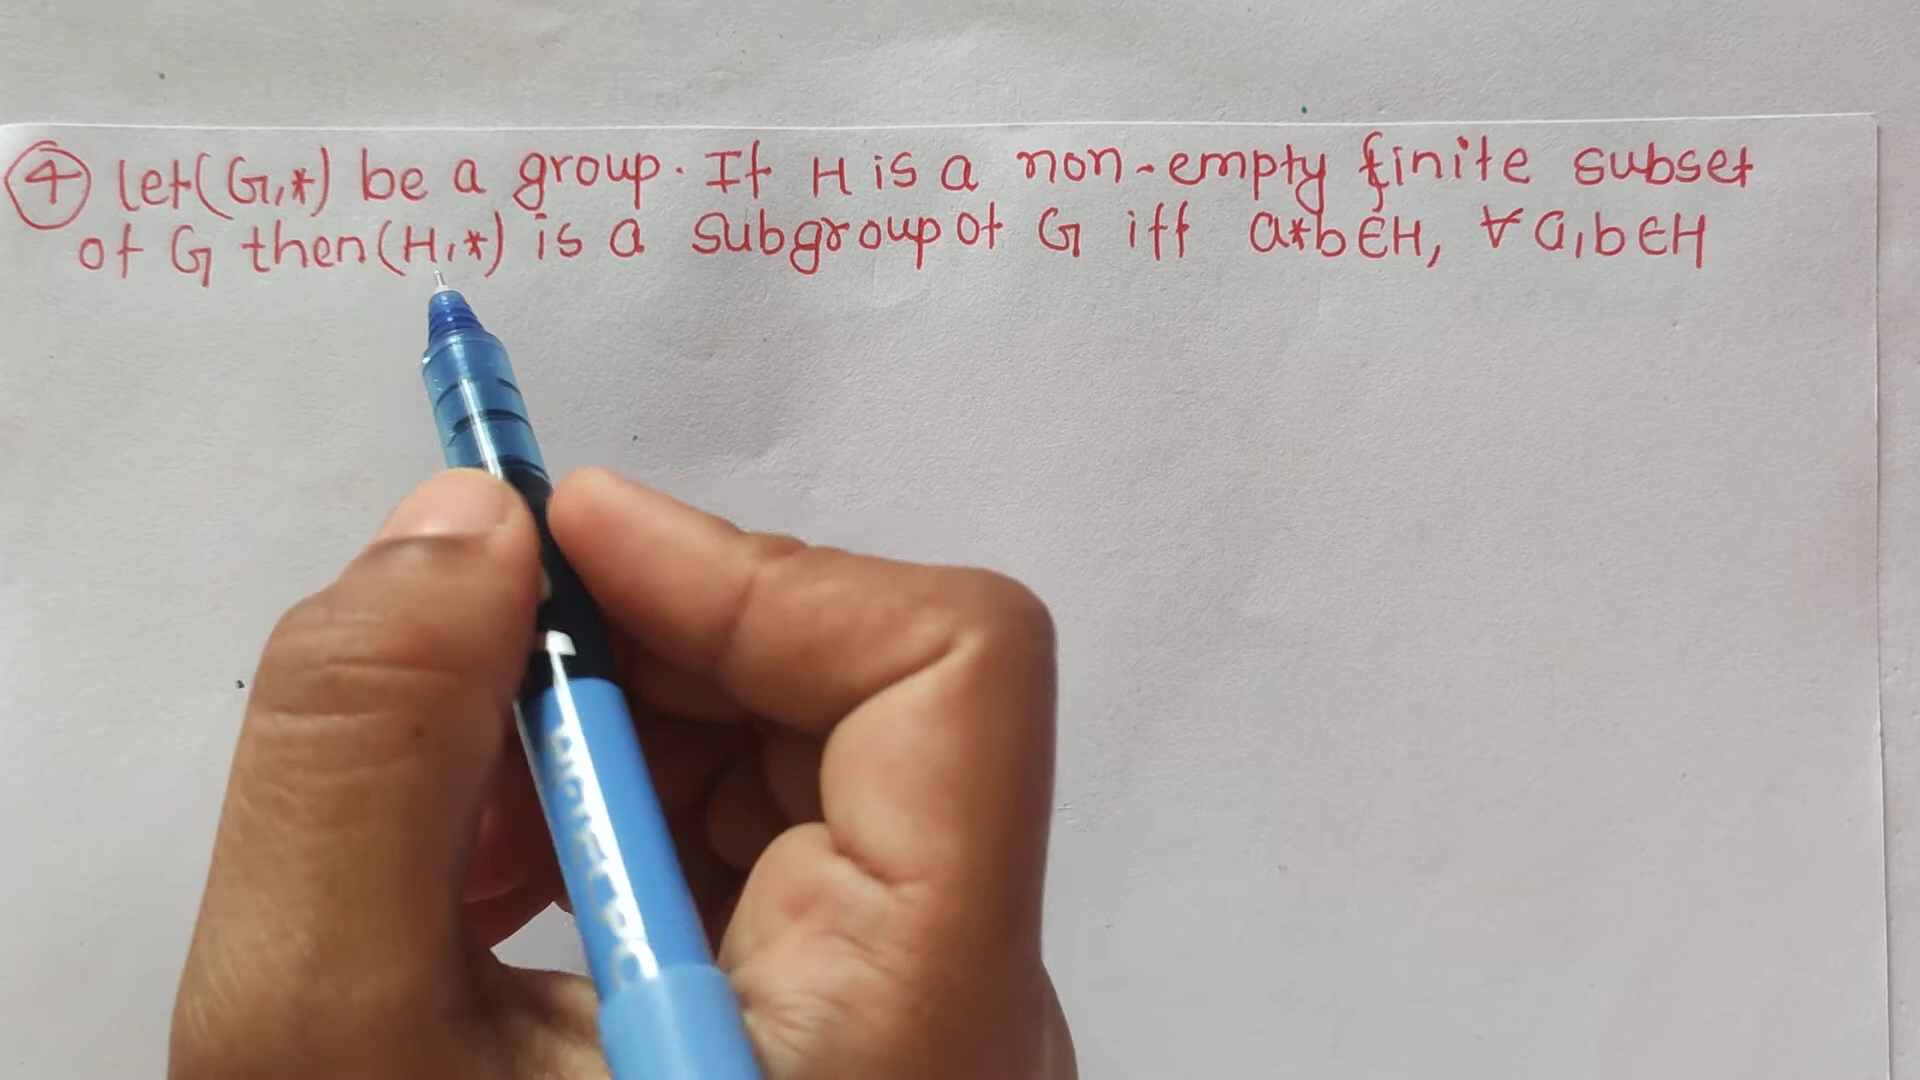 ④ let (G,*) be a group. If H is a non-empty finite subset
of G then (H,*) is a subgroup of G iff a*b∈H, ∀ a,b∈H